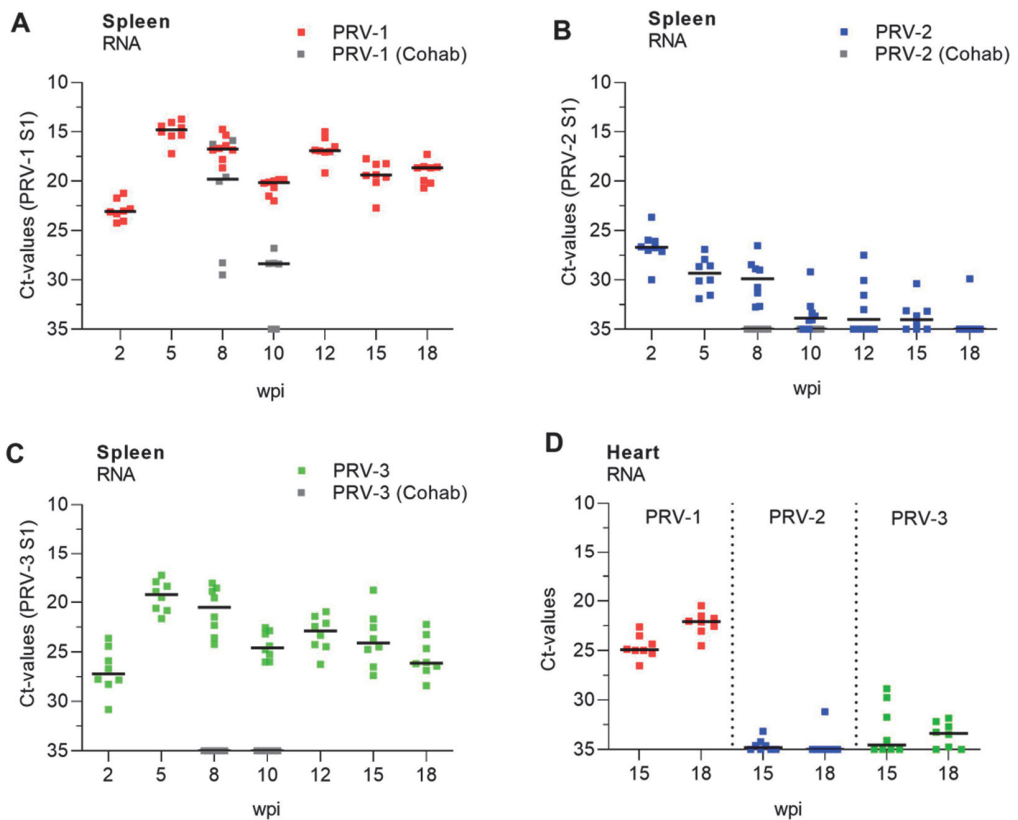 A
Spleen
RNA
PRV-1
PRV-1 (Cohab)
Ct-values (PRV-1 S1)
10
15
20
25
30
35
2 5 8 10 12 15 18
wpi
B
Spleen
RNA
PRV-2
PRV-2 (Cohab)
Ct-values (PRV-2 S1)
10
15
20
25
30
35
2 5 8 10 12 15 18
wpi
C
Spleen
RNA
PRV-3
PRV-3 (Cohab)
Ct-values (PRV-3 S1)
10
15
20
25
30
35
2 5 8 10 12 15 18
wpi
D
Heart
RNA
PRV-1 PRV-2 PRV-3
Ct-values
10
15
20
25
30
35
15 18 15 18 15 18
wpi